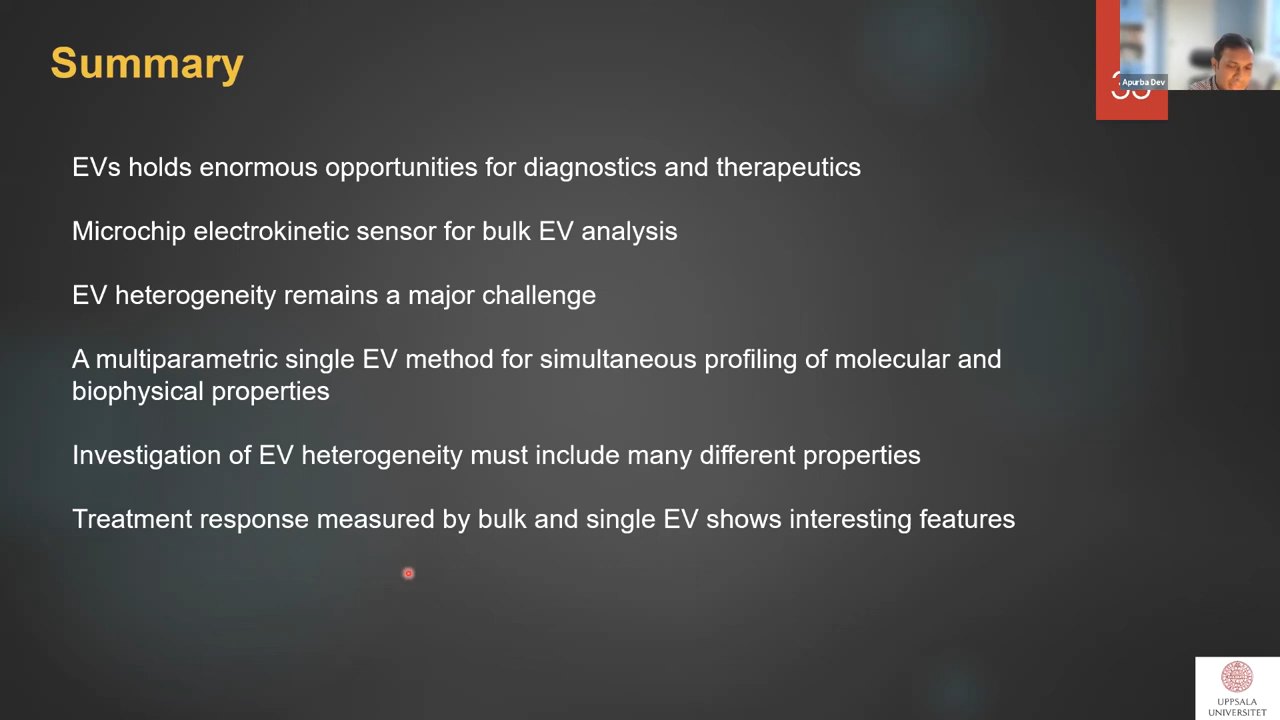 Summary
Apurba Dev
EVs holds enormous opportunities for diagnostics and therapeutics
Microchip electrokinetic sensor for bulk EV analysis
EV heterogeneity remains a major challenge
A multiparametric single EV method for simultaneous profiling of molecular and
biophysical properties
Investigation of EV heterogeneity must include many different properties
Treatment response measured by bulk and single EV shows interesting features
UPPSALA
UNIVERSITET